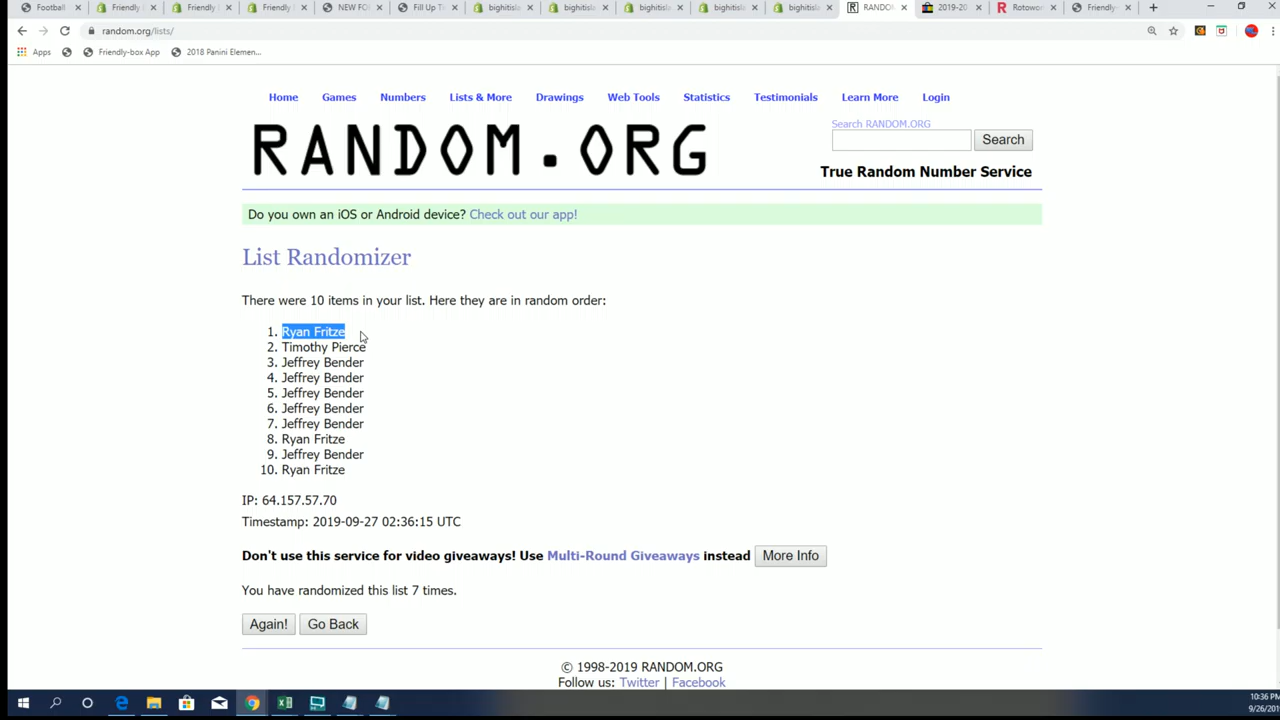 Football
Friendly
Friendly
Friendly
NEW FO
Fill Up Ti
bighitisla
bighitisla
bighitisla
bighitisla
bighitisla
RANDO
2019-20
Rotowo
Friendly
random.org/lists/
Apps
Friendly-box App
2018 Panini Elemen...
Home Games Numbers Lists & More Drawings Web Tools Statistics Testimonials Learn More Login
RANDOM.ORG
Search RANDOM.ORG
Search
True Random Number Service
Do you own an iOS or Android device? Check out our app!
List Randomizer
There were 10 items in your list. Here they are in random order:
1. Ryan Fritze
2. Timothy Pierce
3. Jeffrey Bender
4. Jeffrey Bender
5. Jeffrey Bender
6. Jeffrey Bender
7. Jeffrey Bender
8. Ryan Fritze
9. Jeffrey Bender
10. Ryan Fritze
IP: 64.157.57.70
Timestamp: 2019-09-27 02:36:15 UTC
Don't use this service for video giveaways! Use Multi-Round Giveaways instead More Info
You have randomized this list 7 times.
Again! Go Back
© 1998-2019 RANDOM.ORG
Follow us: Twitter | Facebook
10:36 PM
9/26/201